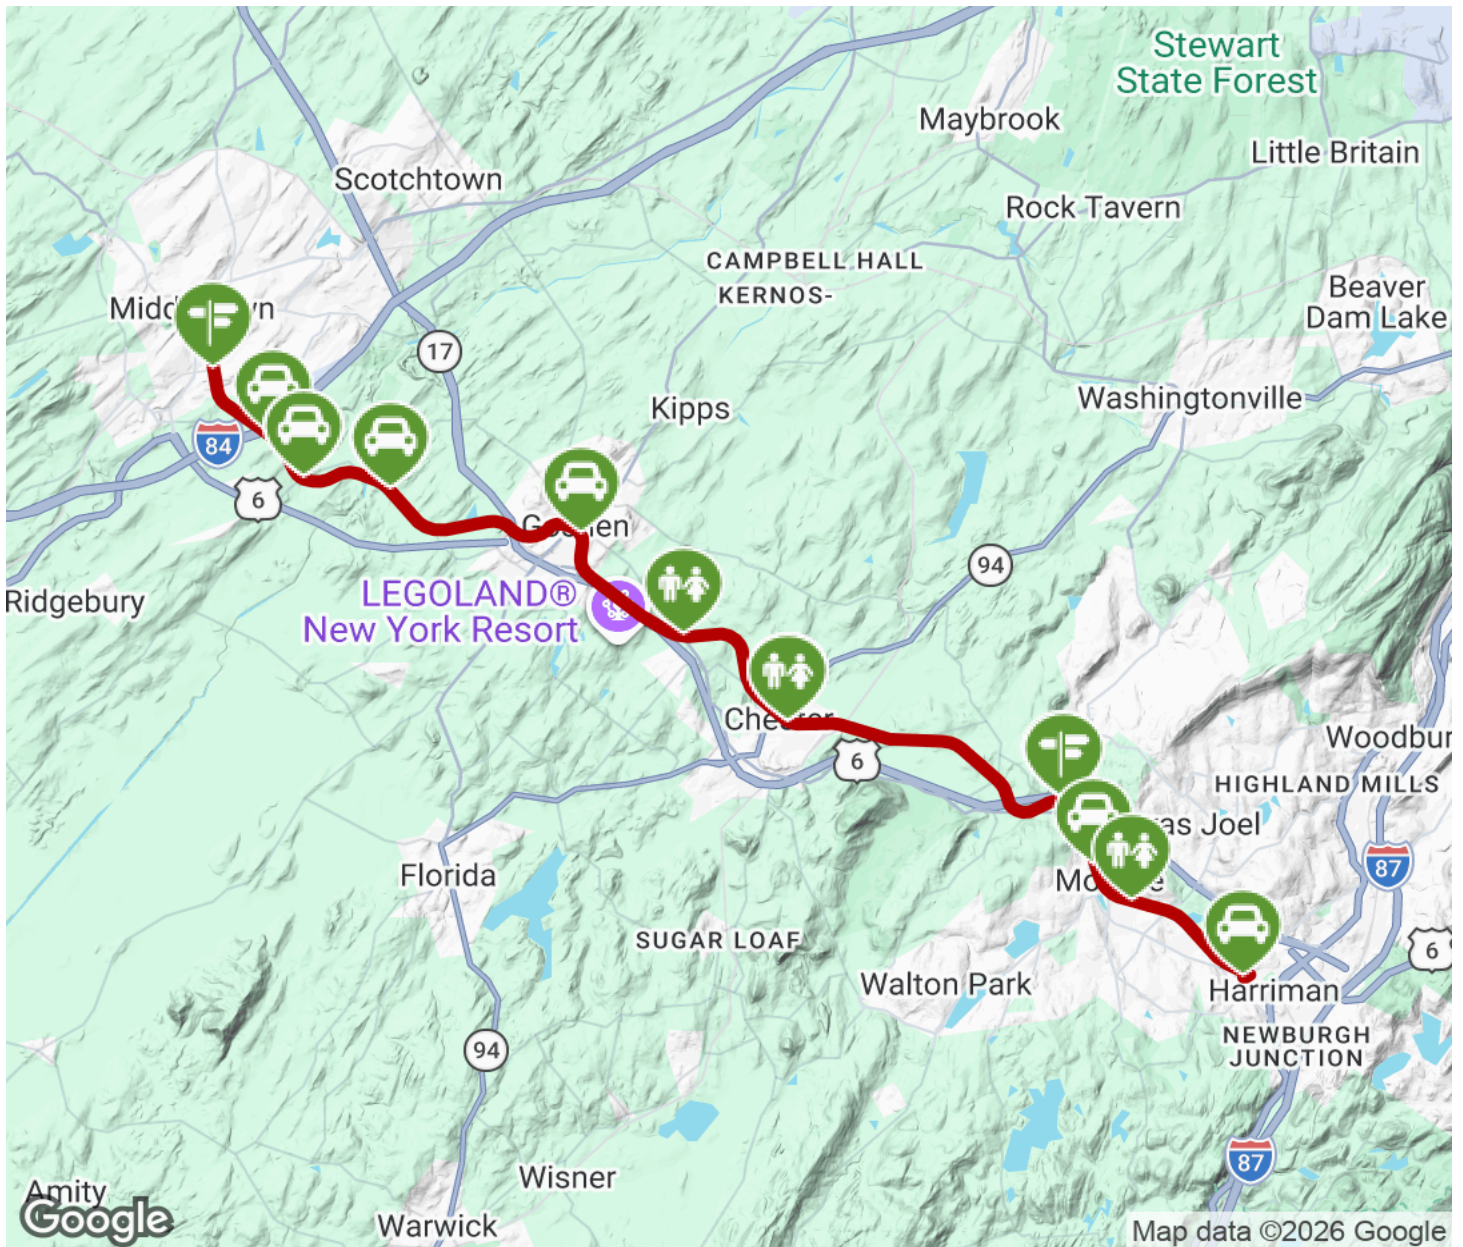 Stewart
State Forest
Maybrook
Little Britain
Scotchtown
Rock Tavern
CAMPBELL HALL
KERNOS-
Beaver
Dam Lake
17
Washingtonville
Kipps
84
6
94
LEGOLAND®
New York Resort
Ridgebury
6
HIGHLAND MILLS
87
Florida
SUGAR LOAF
6
Walton Park
Harriman
NEWBURGH
JUNCTION
94
87
Wisner
Amity
Warwick
Google
Map data ©2026 Google